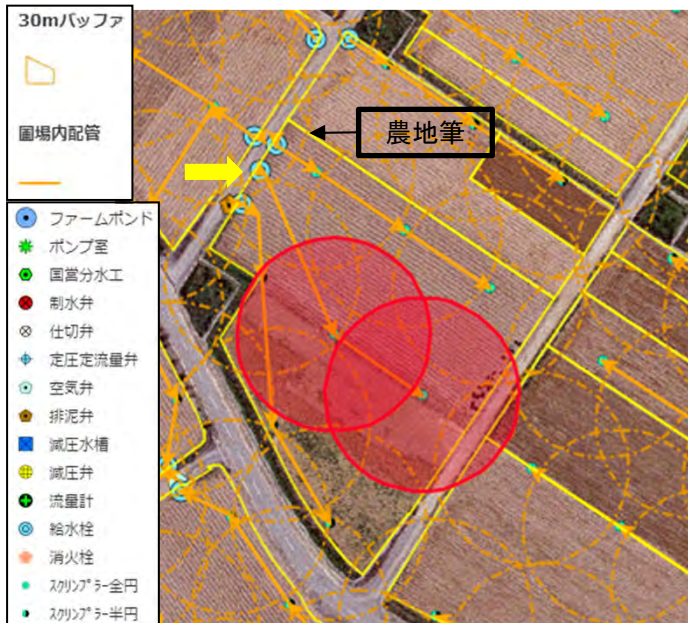 30mバッファ
圃場内配管
農地筆
ファームポンド
ポンプ室
国営分水工
制水弁
仕切弁
定圧定流量弁
空気弁
排泥弁
減圧水槽
減圧弁
流量計
給水栓
消火栓
スクリンプラー全円
スクリンプラー半円